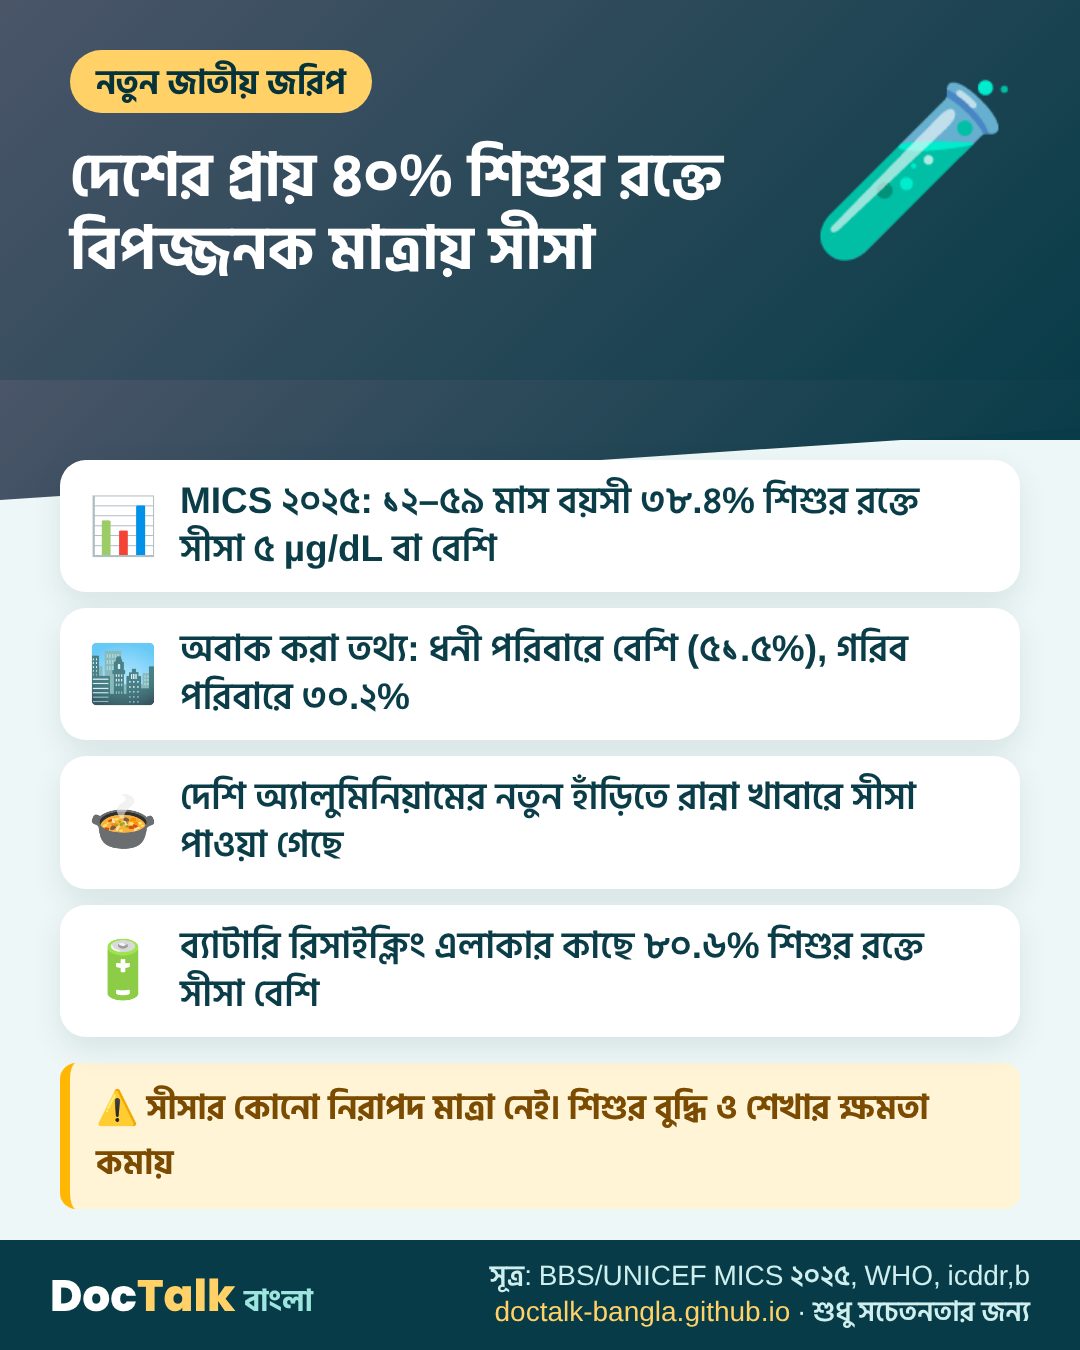 নতুন জাতীয় জরিপ
দেশের প্রায় ৪০% শিশুর রক্তে
বিপজ্জনক মাত্রায় সীসা
MICS ২০২৫: ১২–৫৯ মাস বয়সী ৩৮.৪% শিশুর রক্তে
সীসা ৫ µg/dL বা বেশি
অবাক করা তথ্য: ধনী পরিবারে বেশি (৫১.৫%), গরিব
পরিবারে ৩০.২%
দেশি অ্যালুমিনিয়ামের নতুন হাঁড়িতে রান্না খাবারে সীসা
পাওয়া গেছে
ব্যাটারি রিসাইক্লিং এলাকার কাছে ৮০.৬% শিশুর রক্তে
সীসা বেশি
⚠️ সীসার কোনো নিরাপদ মাত্রা নেই। শিশুর বুদ্ধি ও শেখার ক্ষমতা
কমায়
DocTalk বাংলা
সূত্র: BBS/UNICEF MICS ২০২৫, WHO, icddr,b
doctalk-bangla.github.io · শুধু সচেতনতার জন্য